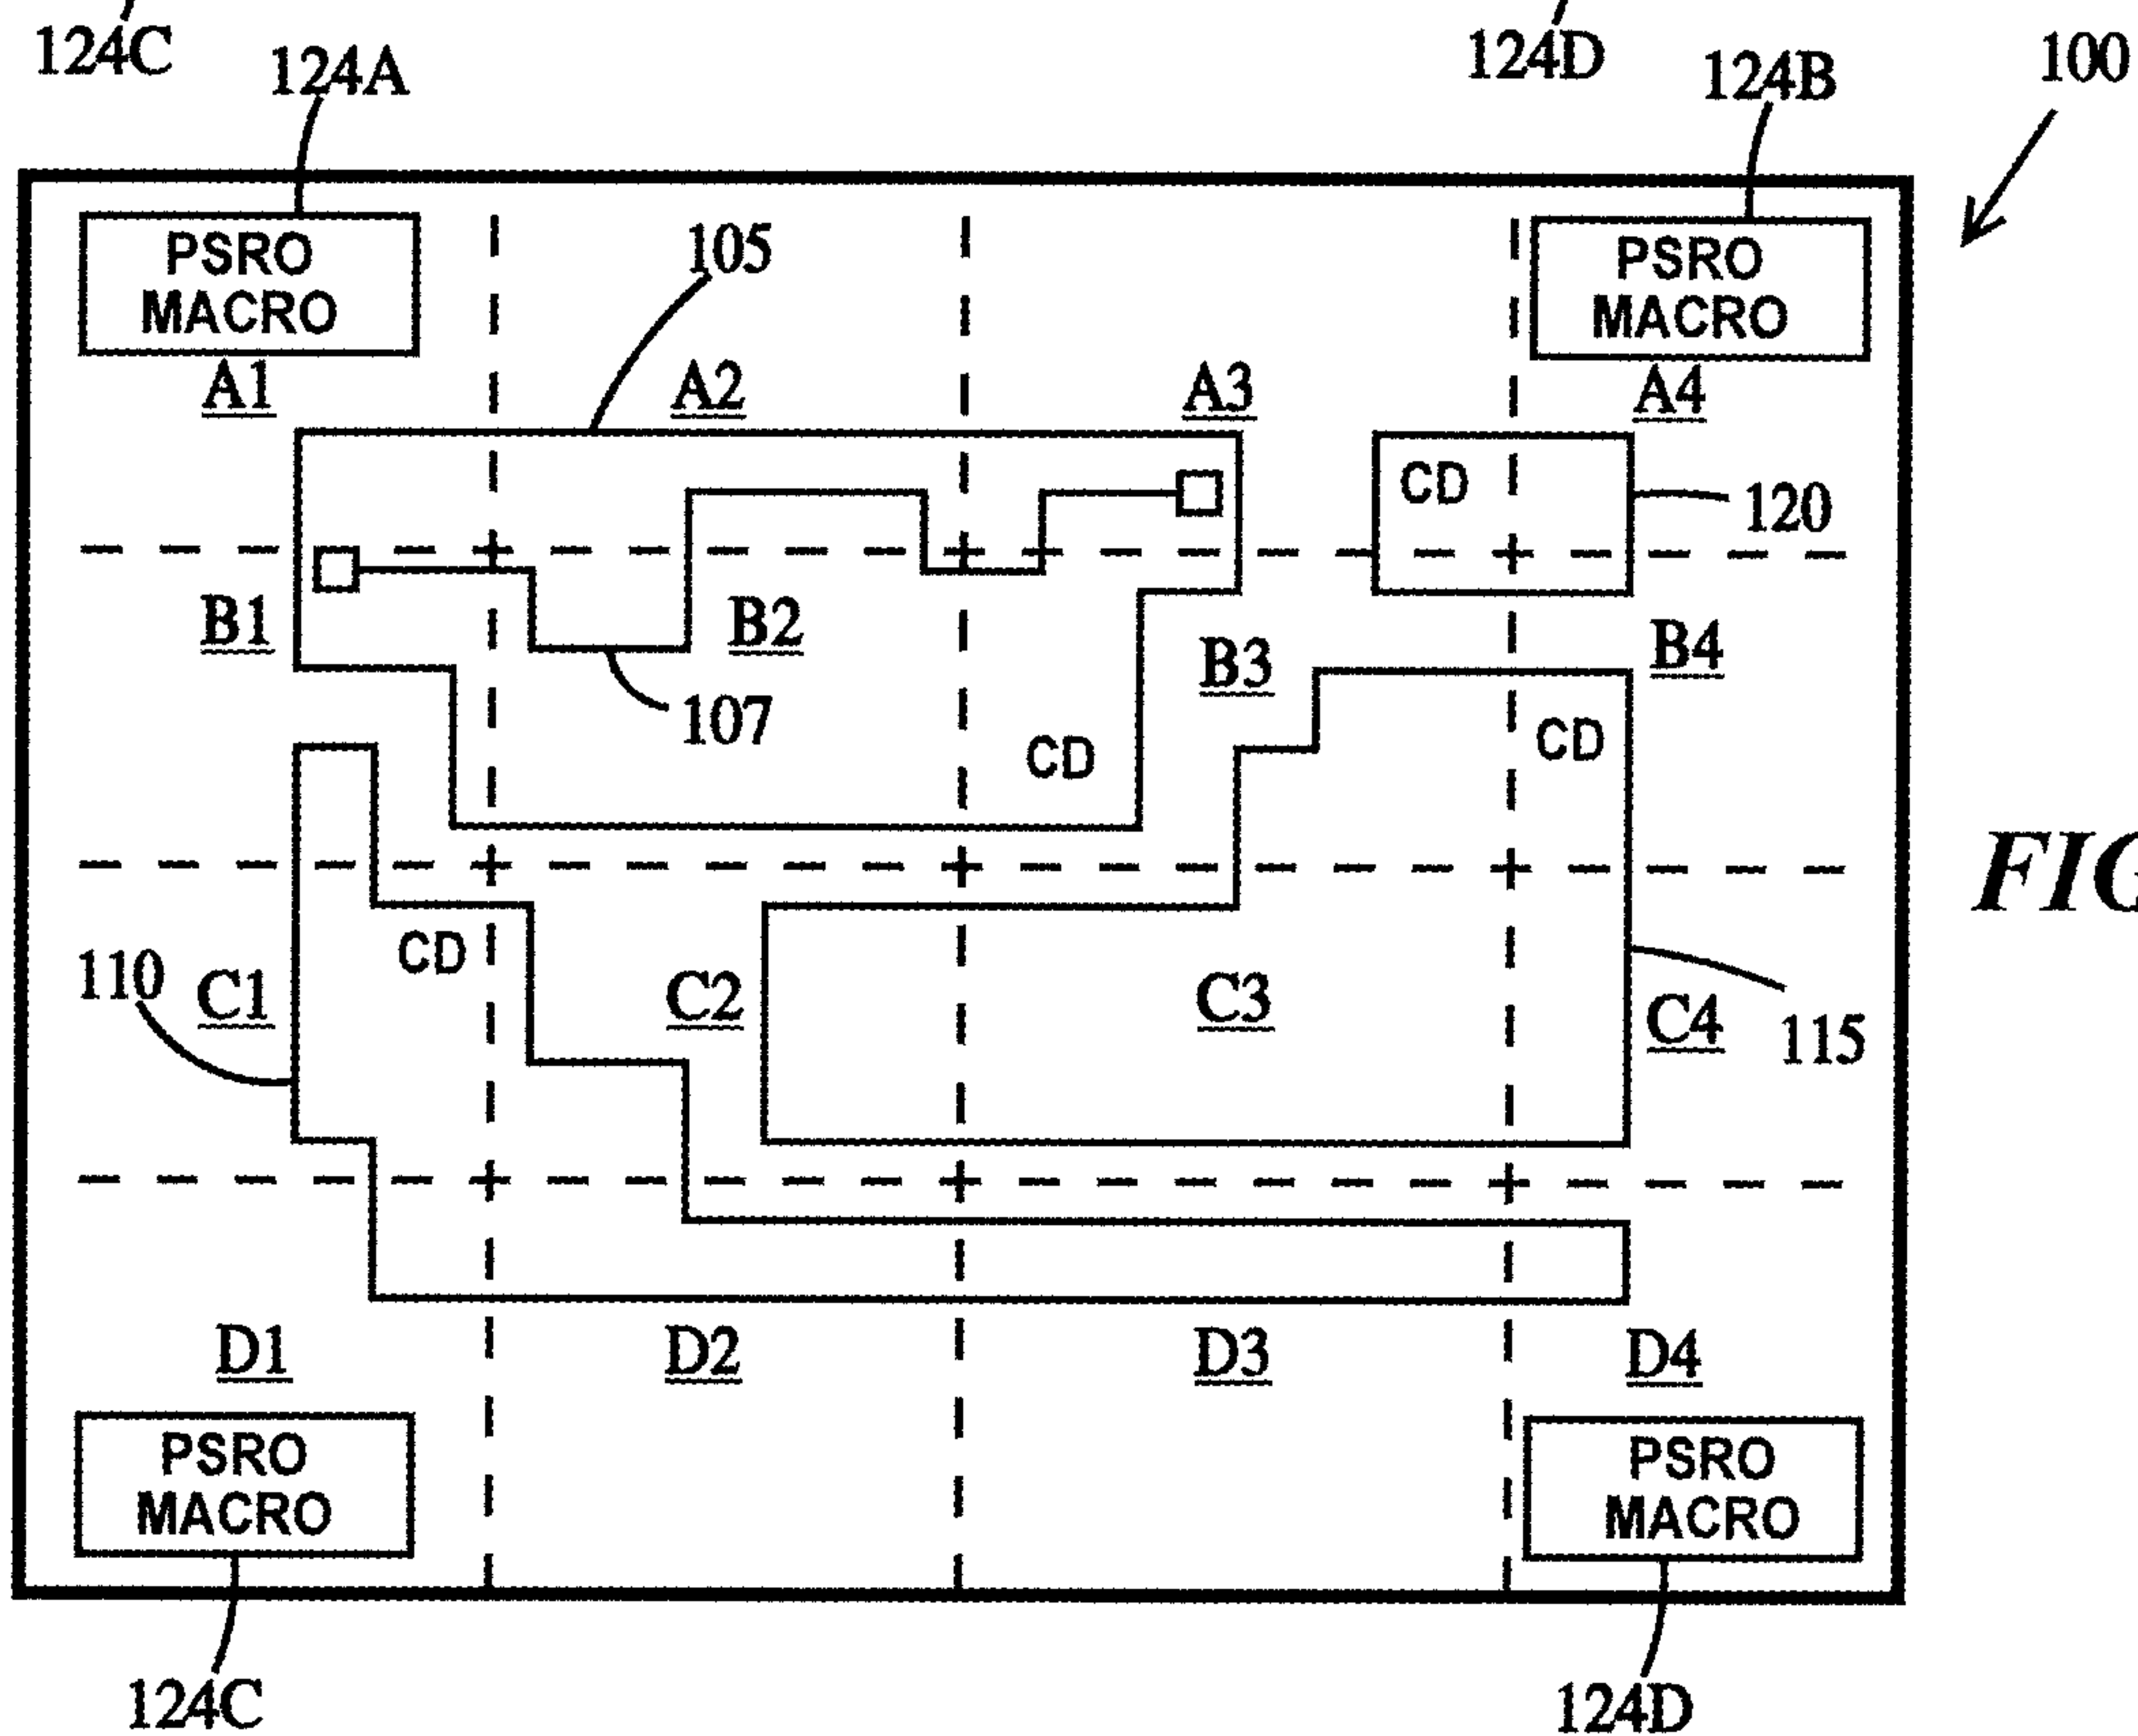 124C
124D
100
124A
124B
PSRO
MACRO
PSRO
MACRO
105
A1
A2
A3
A4
CD
120
B1
B2
B3
B4
107
CD
CD
FIG
CD
110
C1
C2
C3
C4
115
D1
D2
D3
D4
PSRO
MACRO
PSRO
MACRO
124C
124D